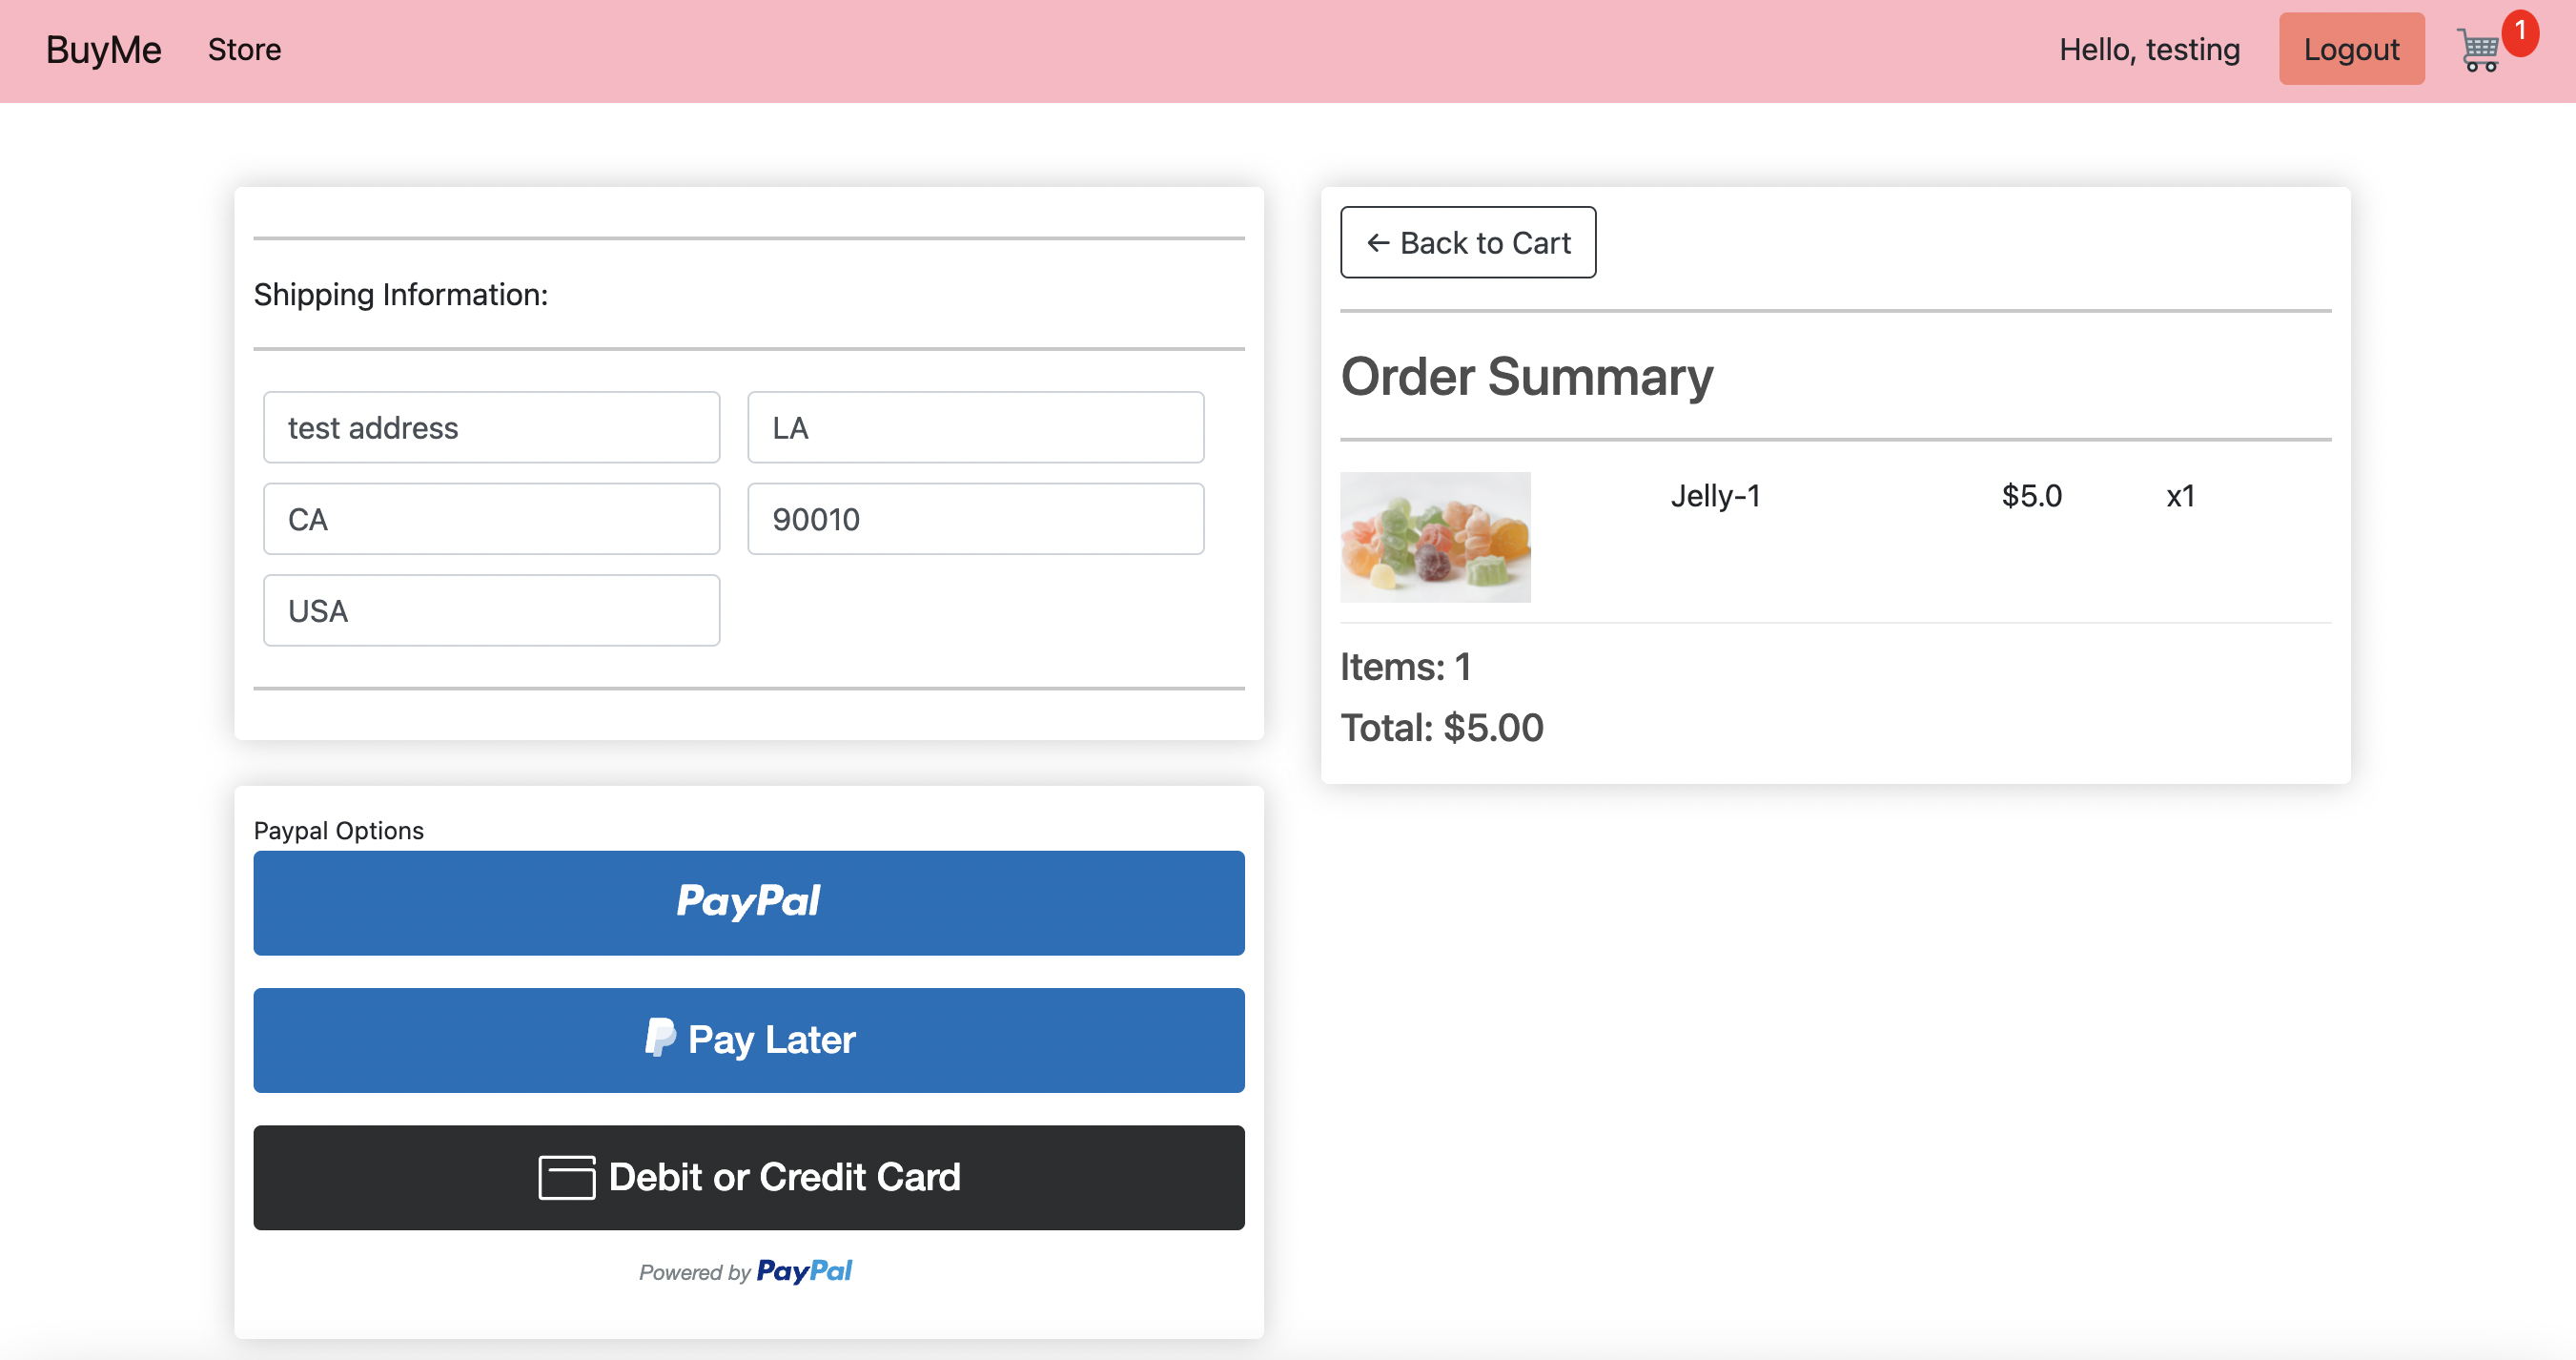 BuyMe Store Hello, testing Logout 1
Shipping Information:
test address LA
CA 90010
USA
Paypal Options
PayPal
Pay Later
Debit or Credit Card
Powered by PayPal
← Back to Cart
Order Summary
Jelly-1 $5.0 x1
Items: 1
Total: $5.00